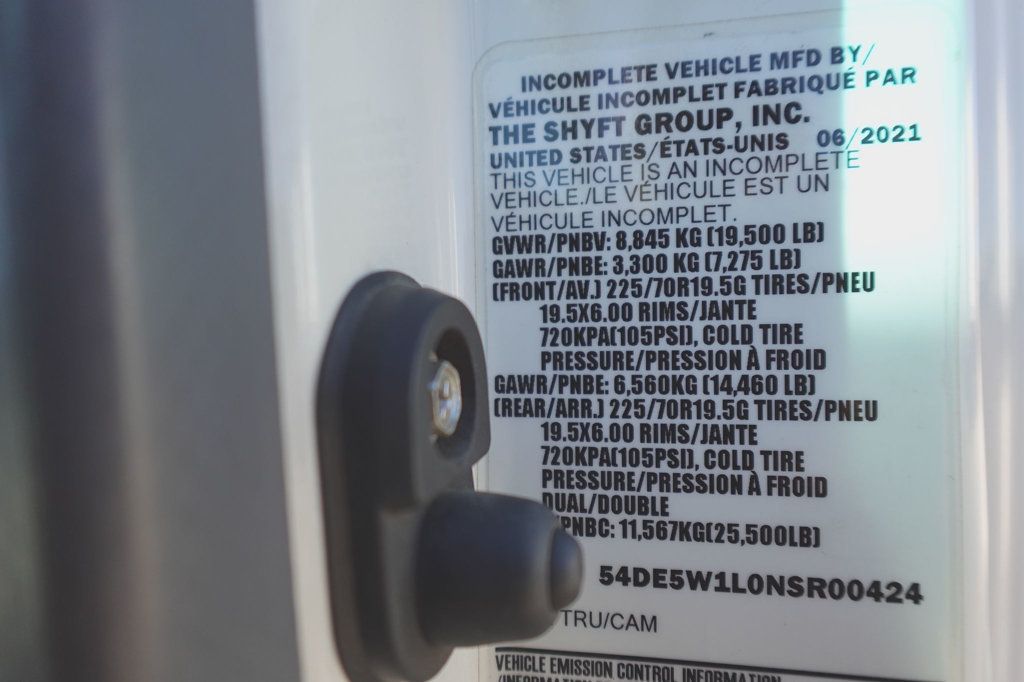 INCOMPLETE VEHICLE MFD BY/
VÉHICULE INCOMPLET FABRIQUÉ PAR
THE SHYFT GROUP, INC.
UNITED STATES/ÉTATS-UNIS 06/2021
THIS VEHICLE IS AN INCOMPLETE
VEHICLE./LE VÉHICULE EST UN
VÉHICULE INCOMPLET.
GVWR/PNBV: 8,845 KG (19,500 LB)
GAWR/PNBE: 3,300 KG (7,275 LB)
(FRONT/AV.) 225/70R19.5G TIRES/PNEU
19.5X6.00 RIMS/JANTE
720KPA(105PSI), COLD TIRE
PRESSURE/PRESSION À FROID
GAWR/PNBE: 6,560KG (14,460 LB)
(REAR/ARR.) 225/70R19.5G TIRES/PNEU
19.5X6.00 RIMS/JANTE
720KPA(105PSI), COLD TIRE
PRESSURE/PRESSION À FROID
DUAL/DOUBLE
PNBC: 11,567KG(25,500LB)
54DE5W1L0NSR00424
TRU/CAM
VEHICLE EMISSION CONTROL INFORMATION